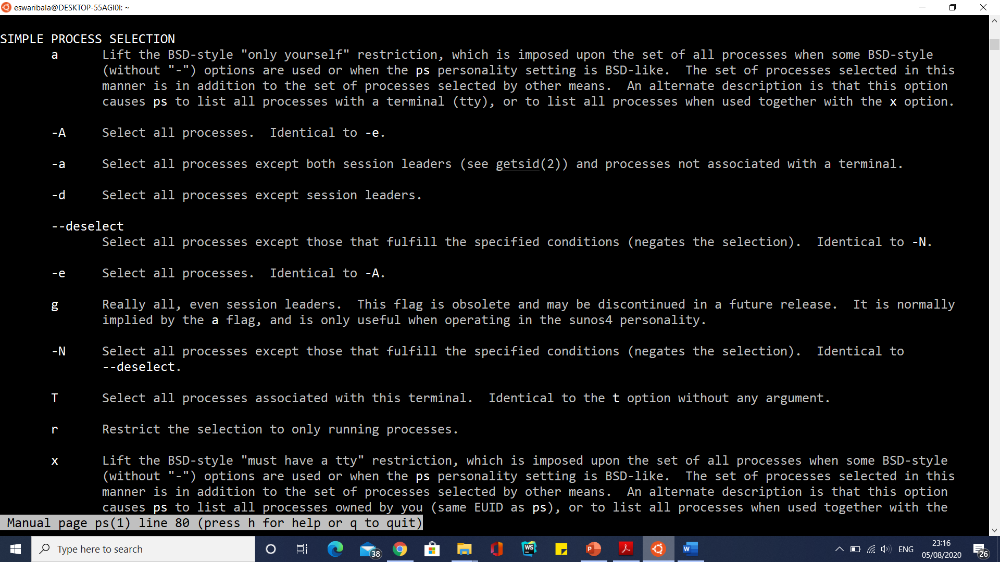 eswaribala@DESKTOP-55AGI0I: ~
SIMPLE PROCESS SELECTION
a Lift the BSD-style "only yourself" restriction, which is imposed upon the set of all processes when some BSD-style
(without "-") options are used or when the ps personality setting is BSD-like. The set of processes selected in this
manner is in addition to the set of processes selected by other means. An alternate description is that this option
causes ps to list all processes with a terminal (tty), or to list all processes when used together with the x option.
-A Select all processes. Identical to -e.
-a Select all processes except both session leaders (see getsid(2)) and processes not associated with a terminal.
-d Select all processes except session leaders.
--deselect
Select all processes except those that fulfill the specified conditions (negates the selection). Identical to -N.
-e Select all processes. Identical to -A.
g Really all, even session leaders. This flag is obsolete and may be discontinued in a future release. It is normally
implied by the a flag, and is only useful when operating in the sunos4 personality.
-N Select all processes except those that fulfill the specified conditions (negates the selection). Identical to
--deselect.
T Select all processes associated with this terminal. Identical to the t option without any argument.
r Restrict the selection to only running processes.
x Lift the BSD-style "must have a tty" restriction, which is imposed upon the set of all processes when some BSD-style
(without "-") options are used or when the ps personality setting is BSD-like. The set of processes selected in this
manner is in addition to the set of processes selected by other means. An alternate description is that this option
causes ps to list all processes owned by you (same EUID as ps), or to list all processes when used together with the
Manual page ps(1) line 80 (press h for help or q to quit)
Type here to search
38
WS
P
W
ENG
23:16
05/08/2020
26